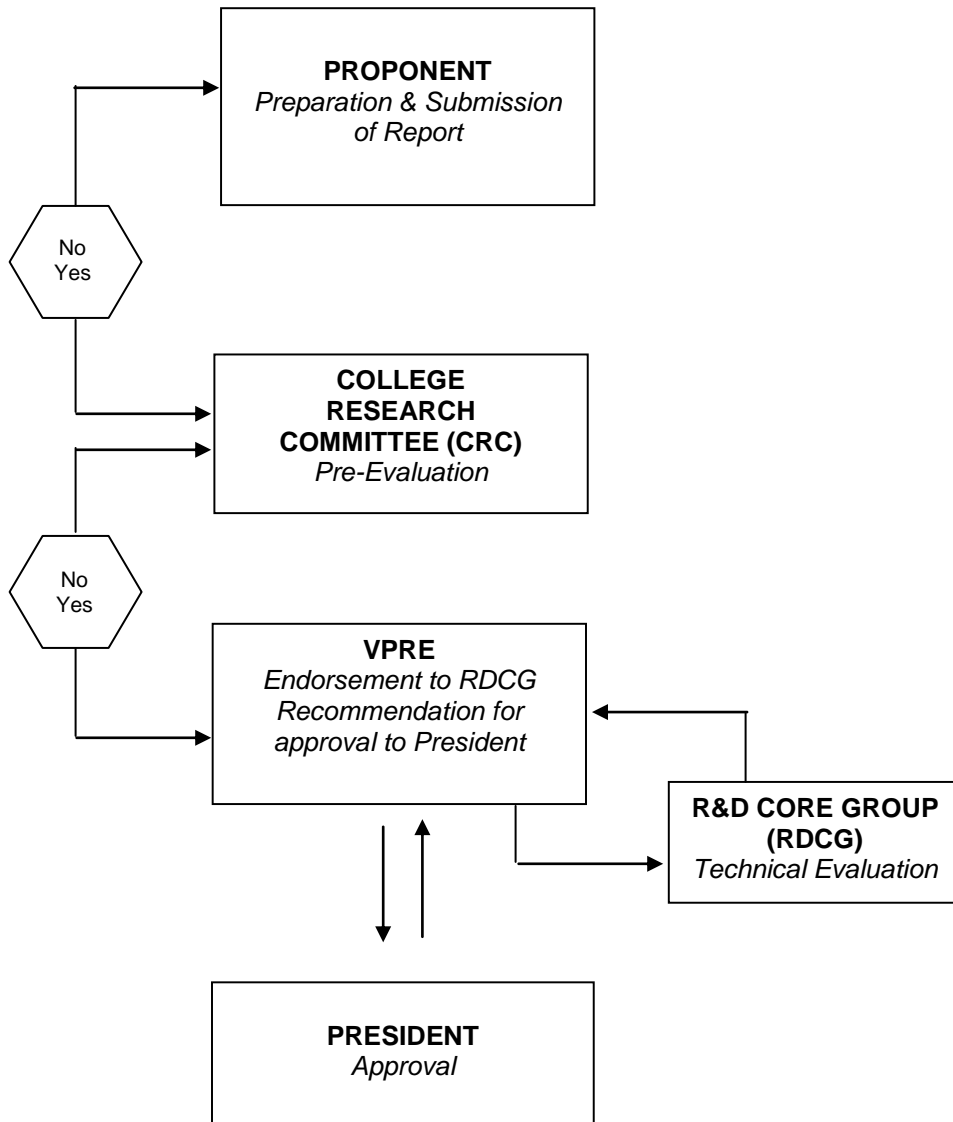 PROPONENT
Preparation & Submission
of Report
No
Yes
COLLEGE
RESEARCH
COMMITTEE (CRC)
Pre-Evaluation
No
Yes
VPRE
Endorsement to RDCG
Recommendation for
approval to President
R&D CORE GROUP
(RDCG)
Technical Evaluation
PRESIDENT
Approval